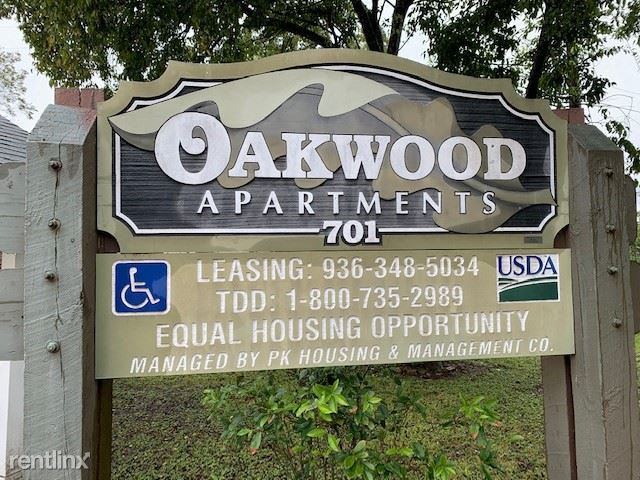 OAKWOOD
APARTMENTS
701
LEASING: 936-348-5034
USDA
TDD: 1-800-735-2989
EQUAL HOUSING OPPORTUNITY
MANAGED BY PK HOUSING & MANAGEMENT CO.
rentlinx